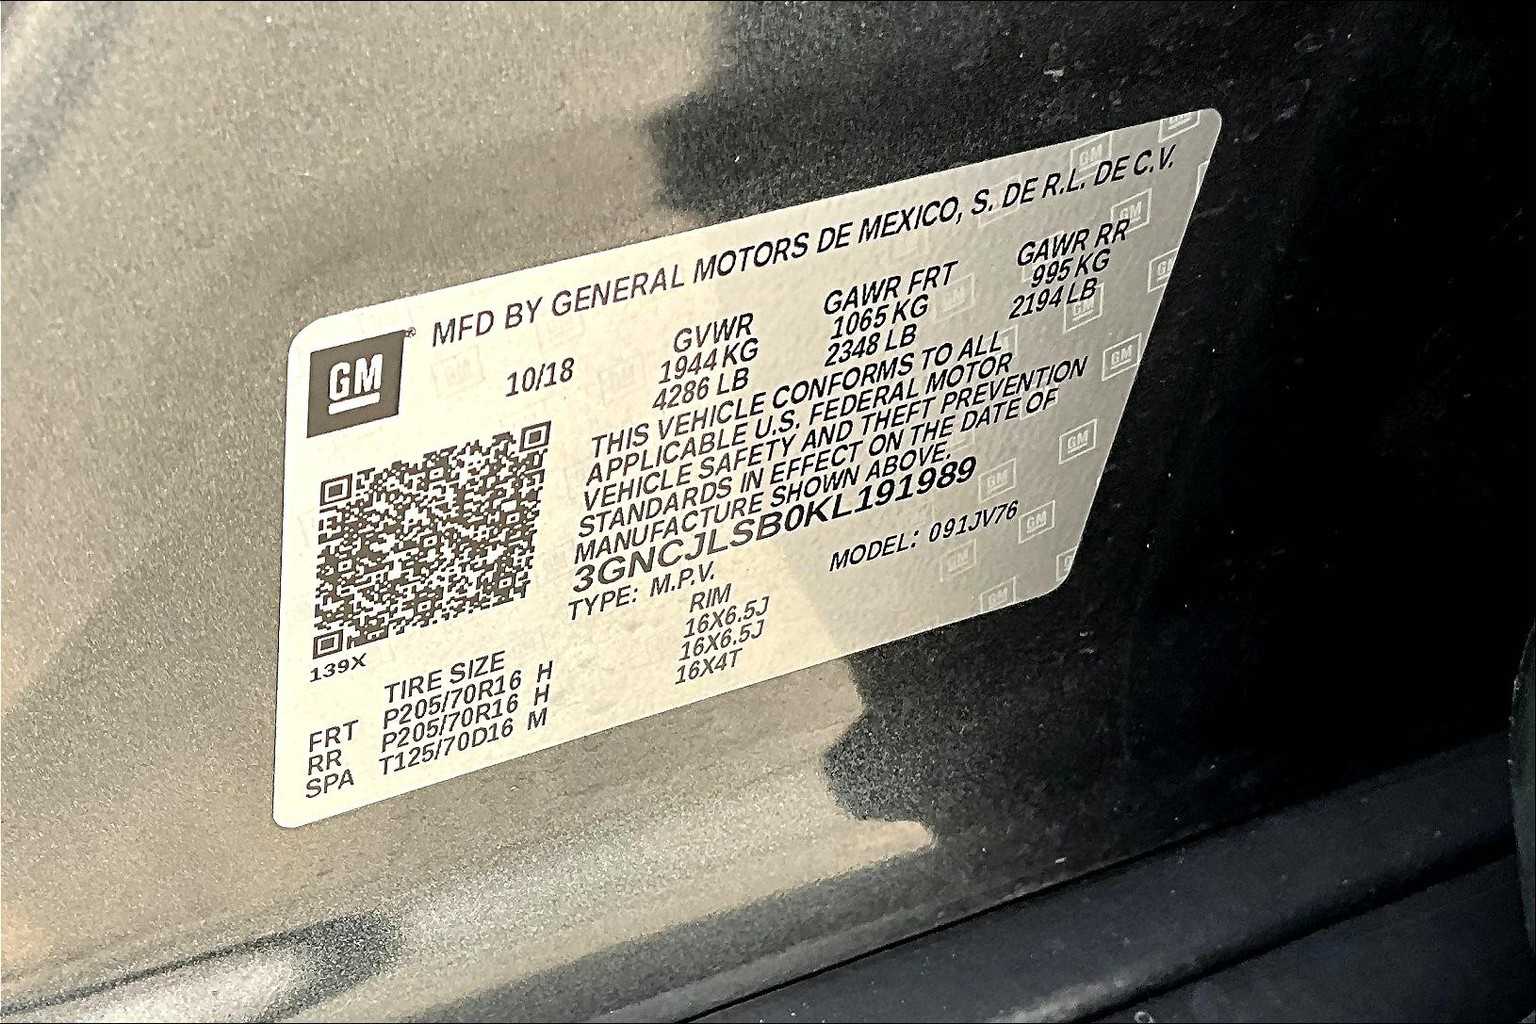 MFD BY GENERAL MOTORS DE MEXICO, S. DE R.L. DE C.V.
GM
10/18
GVWR GAWR FRT GAWR RR
1944 KG 1065 KG 995 KG
4286 LB 2348 LB 2194 LB
THIS VEHICLE CONFORMS TO ALL
APPLICABLE U.S. FEDERAL MOTOR
VEHICLE SAFETY AND THEFT PREVENTION
STANDARDS IN EFFECT ON THE DATE OF
MANUFACTURE SHOWN ABOVE.
3GNCJLSB0KL191989
TYPE: M.P.V. MODEL: 091JV76
139X
TIRE SIZE RIM
FRT P205/70R16 H 16X6.5J
RR P205/70R16 H 16X6.5J
SPA T125/70D16 M 16X4T